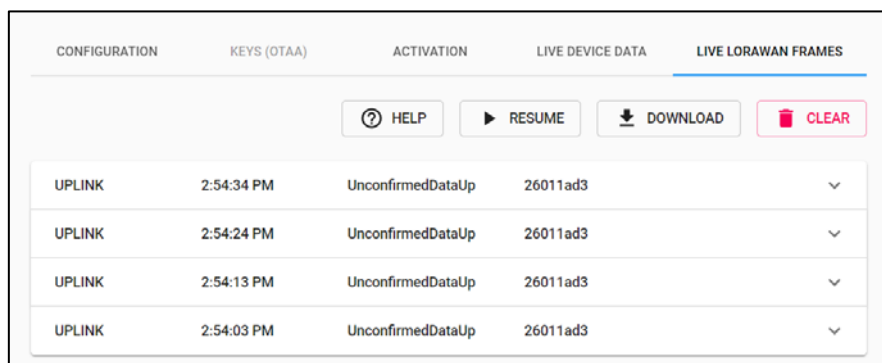 CONFIGURATION KEYS (OTAA) ACTIVATION LIVE DEVICE DATA LIVE LORAWAN FRAMES
HELP RESUME DOWNLOAD CLEAR
UPLINK 2:54:34 PM UnconfirmedDataUp 26011ad3
UPLINK 2:54:24 PM UnconfirmedDataUp 26011ad3
UPLINK 2:54:13 PM UnconfirmedDataUp 26011ad3
UPLINK 2:54:03 PM UnconfirmedDataUp 26011ad3